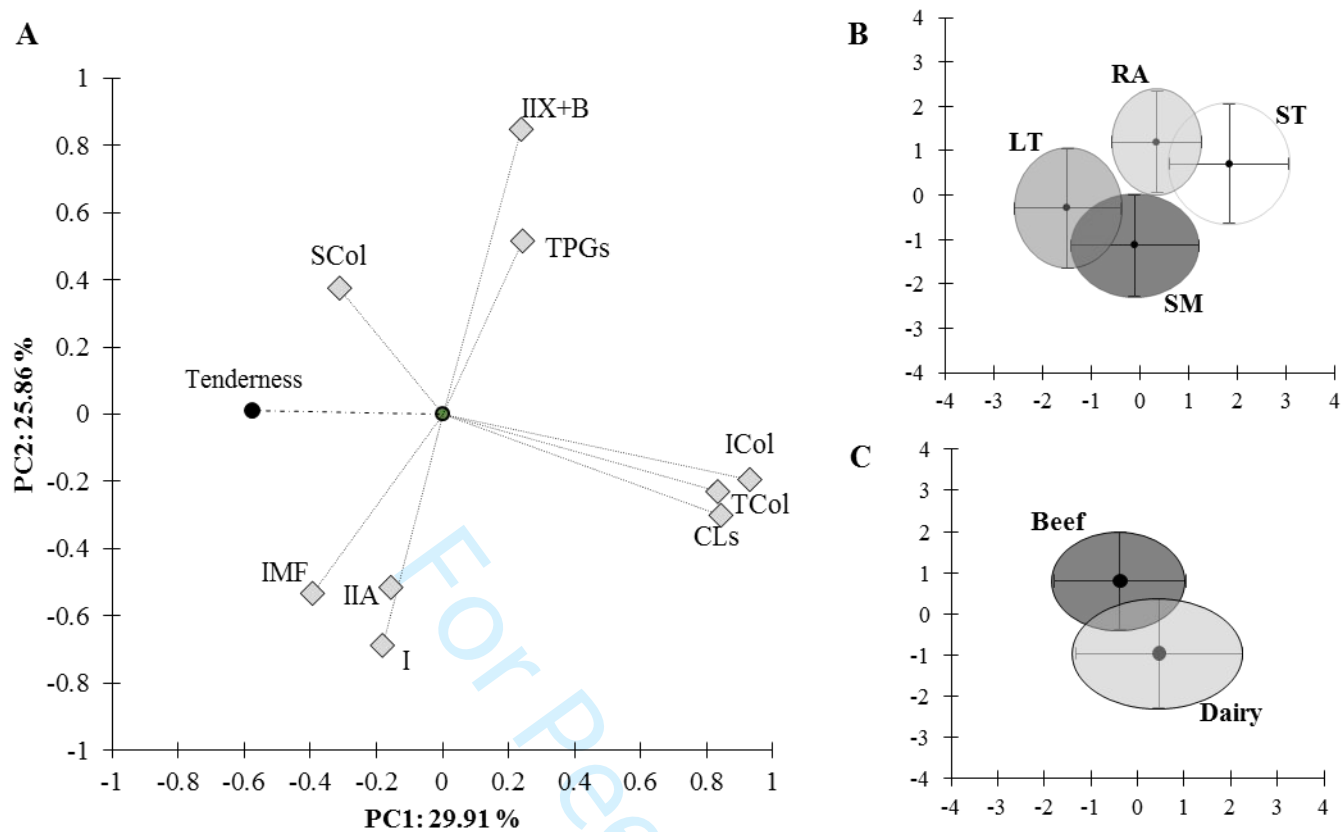 A
1
0.8
0.6
0.4
0.2
0
-0.2
-0.4
-0.6
-0.8
-1
-1 -0.8 -0.6 -0.4 -0.2 0 0.2 0.4 0.6 0.8 1
PC2: 25.86 %
PC1: 29.91 %
IIX+B
TPGs
SCol
Tenderness
ICol
TCol
CLs
IMF
IIA
I
For Pee
B
4
3
2
1
0
-1
-2
-3
-4
-4 -3 -2 -1 0 1 2 3 4
RA
ST
LT
SM
C
4
3
2
1
0
-1
-2
-3
-4
-4 -3 -2 -1 0 1 2 3 4
Beef
Dairy